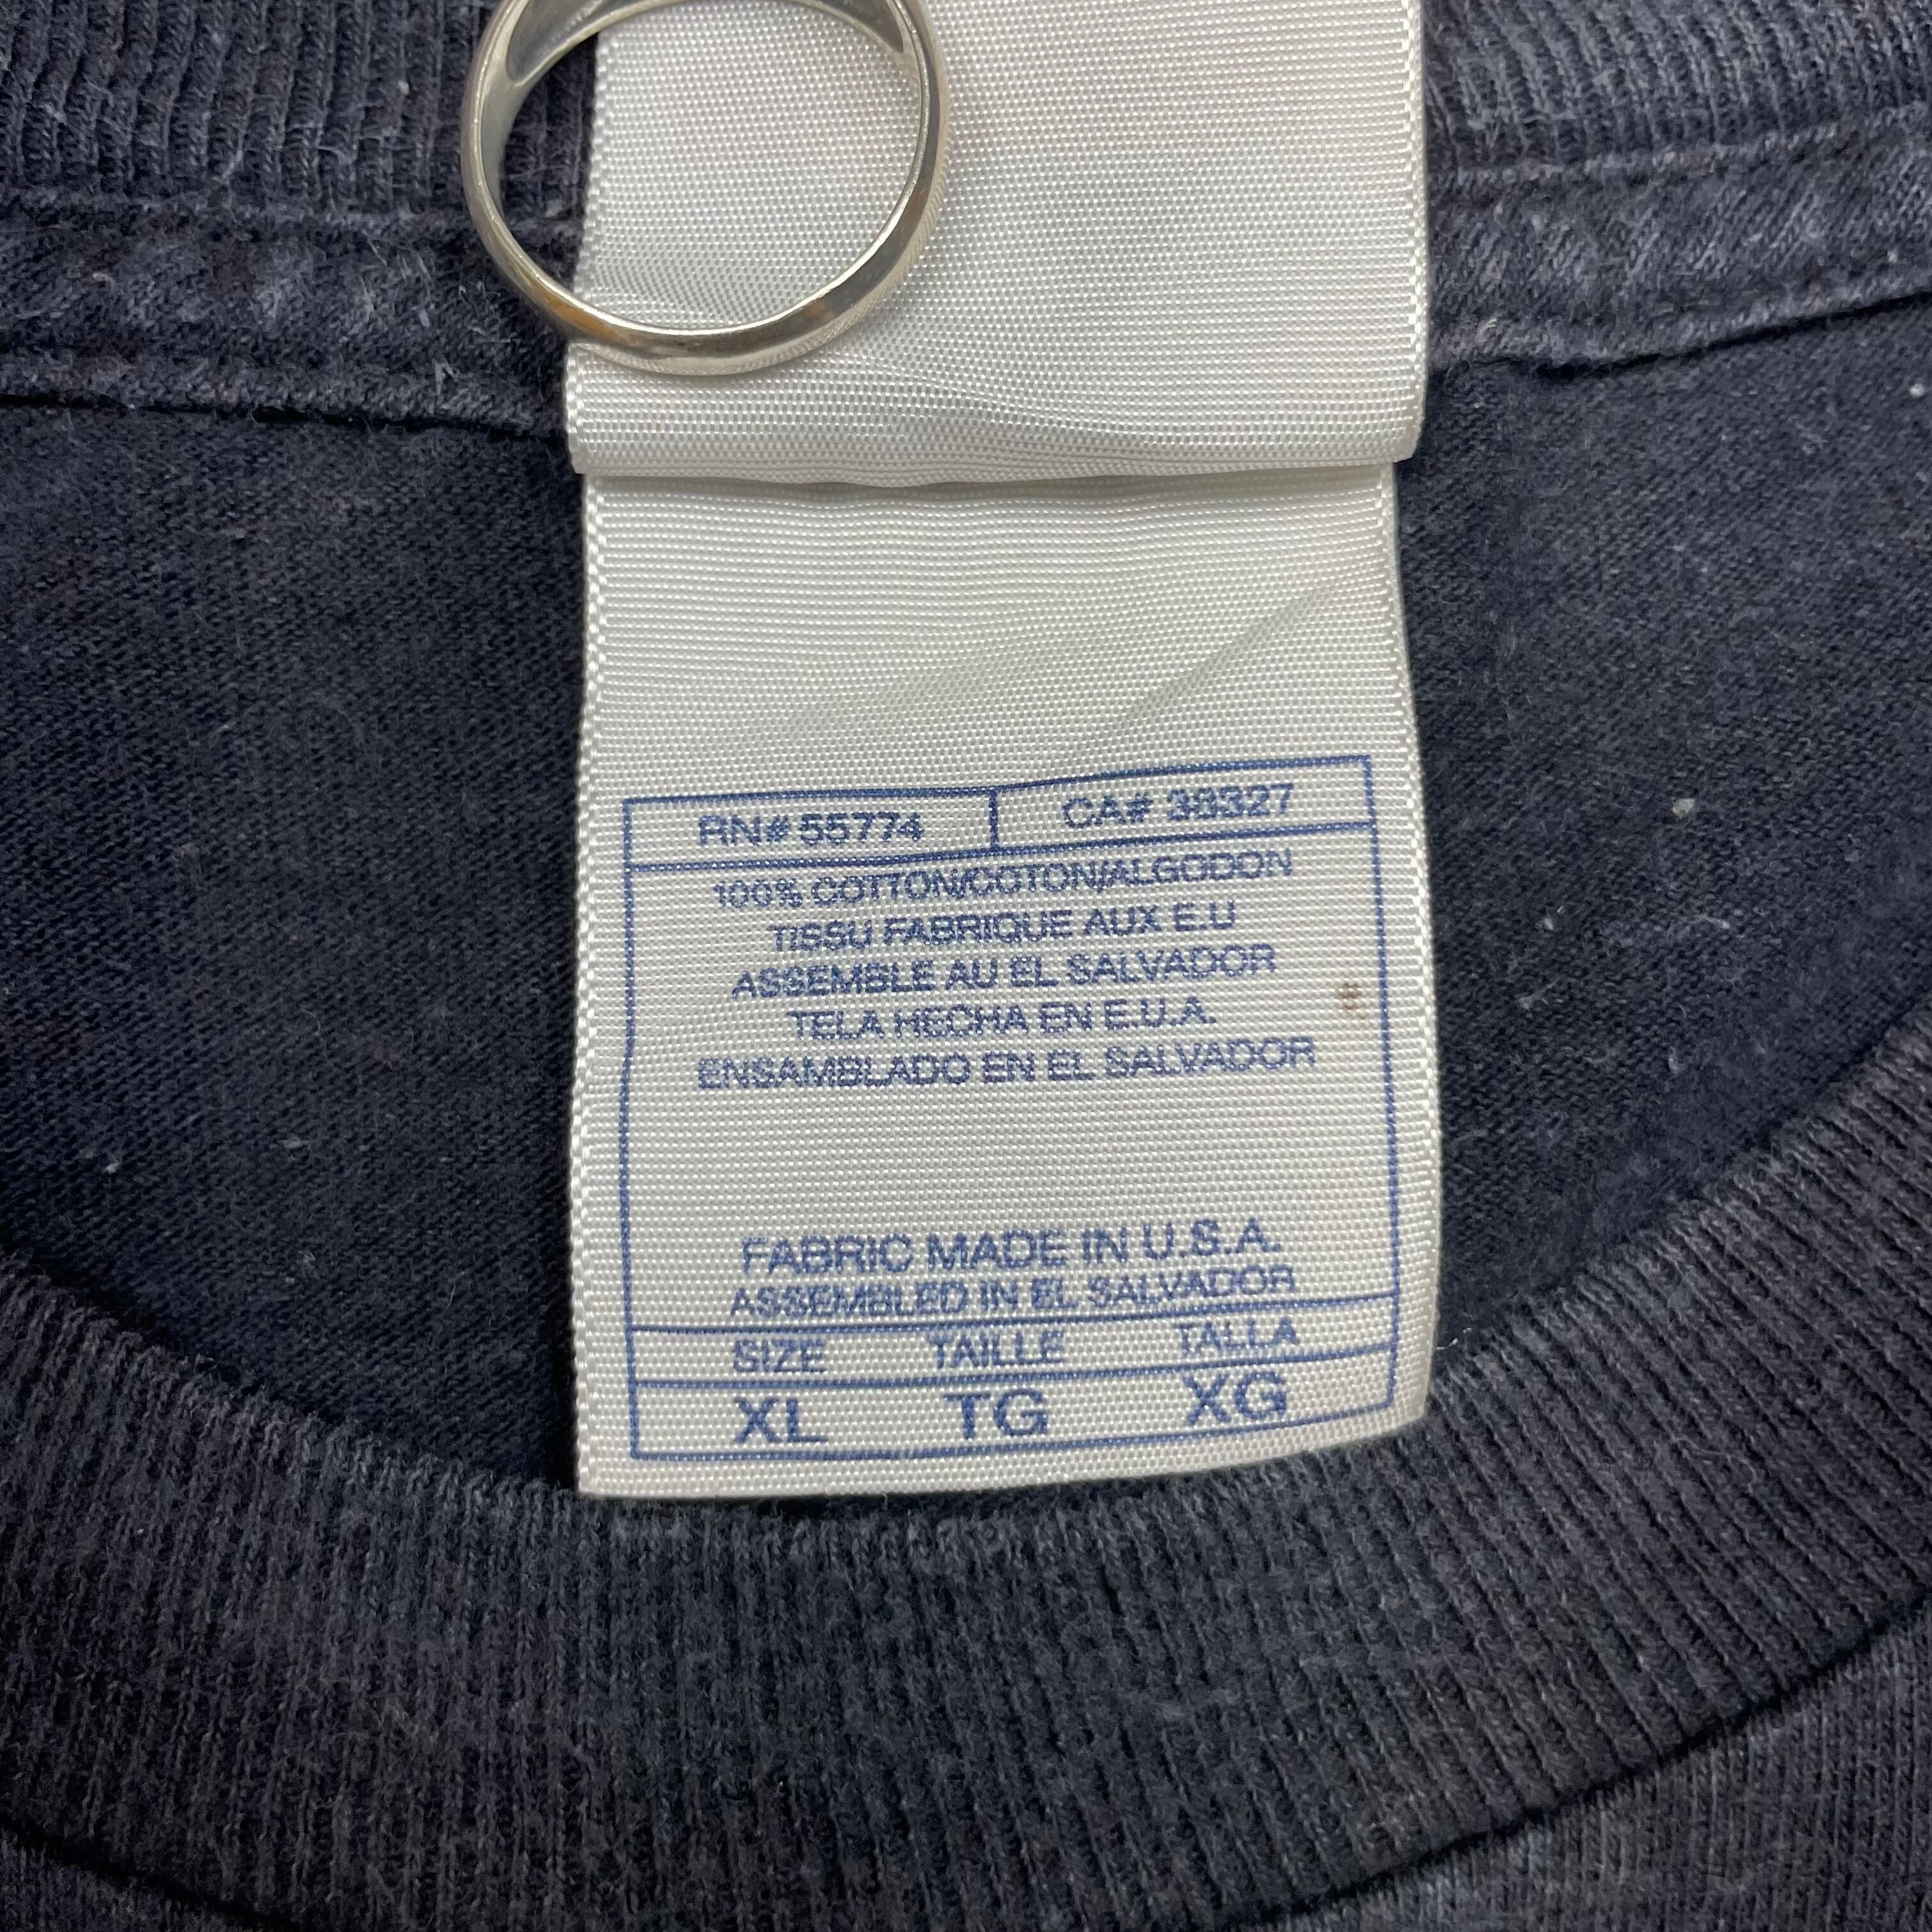 RN# 55774 CA# 38327
100% COTTON/COTON/ALGODON
TISSU FABRIQUE AUX E.U
ASSEMBLE AU EL SALVADOR
TELA HECHA EN E.U.A.
ENSAMBLADO EN EL SALVADOR
FABRIC MADE IN U.S.A.
ASSEMBLED IN EL SALVADOR
SIZE TAILLE TALLA
XL TG XG